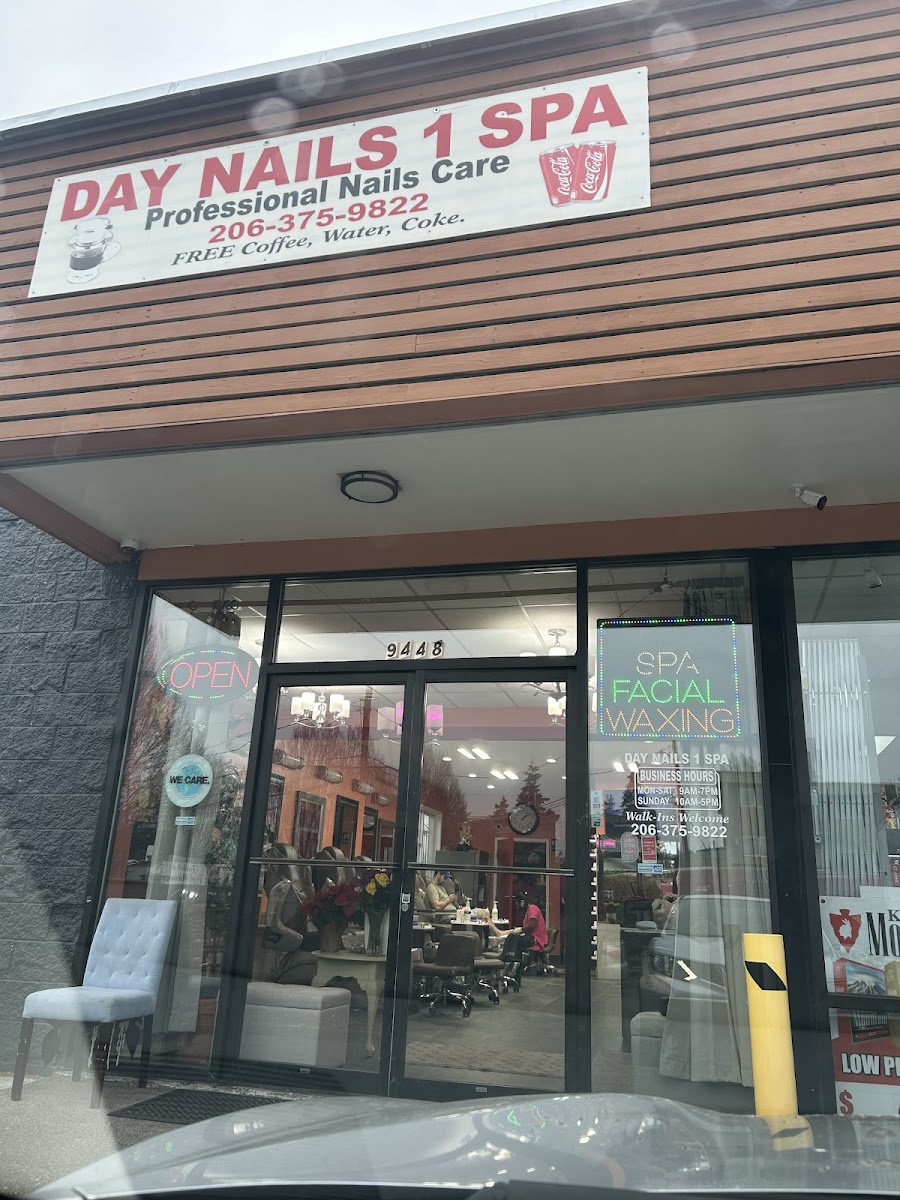 DAY NAILS 1 SPA
Professional Nails Care
206-375-9822
FREE Coffee, Water, Coke.
Coca-Cola
Coca-Cola
9448
OPEN
SPA
FACIAL
WAXING
WE CARE.
DAY NAILS 1 SPA
BUSINESS HOURS
MON-SAT, 9AM-7PM
SUNDAY 10AM-5PM
Walk-Ins Welcome
206-375-9822
LOW
$